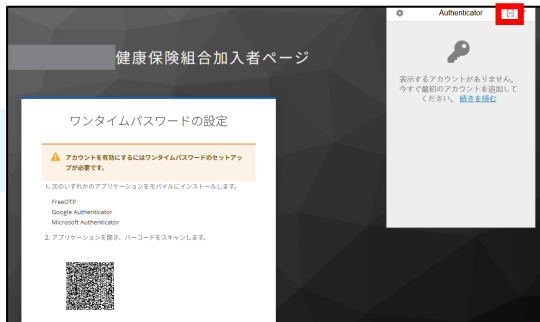 健康保険組合加入者ページ
Authenticator
表示するアカウントがありません。
今すぐ最初のアカウントを追加して
ください。 続きを読む
ワンタイムパスワードの設定
アカウントを有効にするにはワンタイムパスワードのセットアッ
プが必要です。
1. 次のいずれかのアプリケーションをモバイルにインストールします。
FreeOTP
Google Authenticator
Microsoft Authenticator
2. アプリケーションを開き、バーコードをスキャンします。